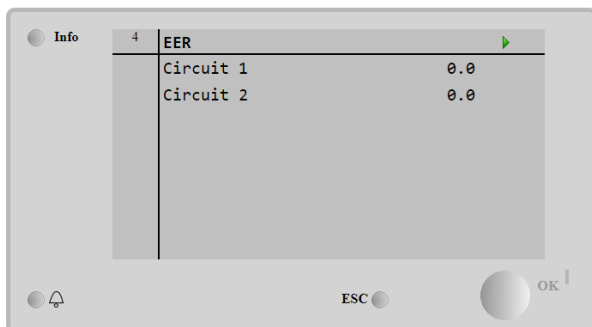 Info
4 EER
Circuit 1 0.0
Circuit 2 0.0
ESC
OK